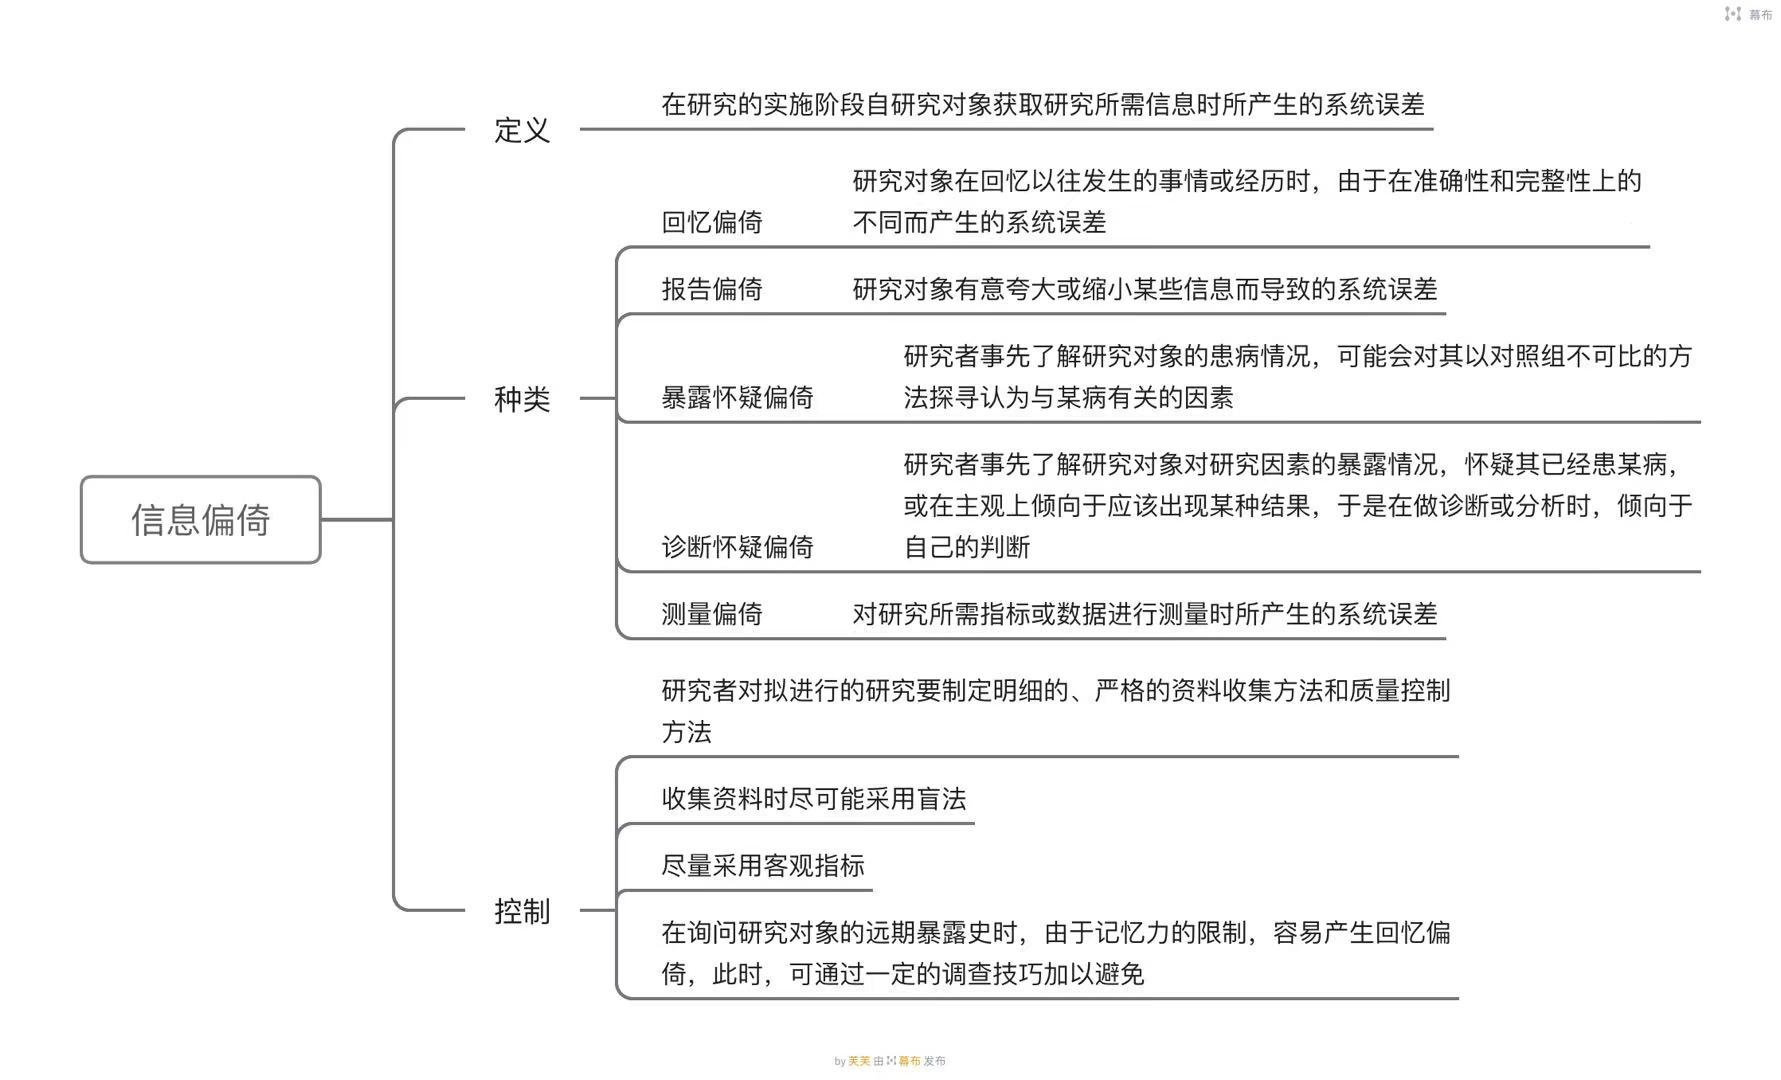 幕布
信息偏倚
定义
在研究的实施阶段自研究对象获取研究所需信息时所产生的系统误差
种类
回忆偏倚
研究对象在回忆以往发生的事情或经历时，由于在准确性和完整性上的
不同而产生的系统误差
报告偏倚
研究对象有意夸大或缩小某些信息而导致的系统误差
暴露怀疑偏倚
研究者事先了解研究对象的患病情况，可能会对其以对照组不可比的方
法探寻认为与某病有关的因素
诊断怀疑偏倚
研究者事先了解研究对象对研究因素的暴露情况，怀疑其已经患某病，
或在主观上倾向于应该出现某种结果，于是在做诊断或分析时，倾向于
自己的判断
测量偏倚
对研究所需指标或数据进行测量时所产生的系统误差
控制
研究者对拟进行的研究要制定明细的、严格的资料收集方法和质量控制
方法
收集资料时尽可能采用盲法
尽量采用客观指标
在询问研究对象的远期暴露史时，由于记忆力的限制，容易产生回忆偏
倚，此时，可通过一定的调查技巧加以避免
by 芙芙 由 幕布 发布